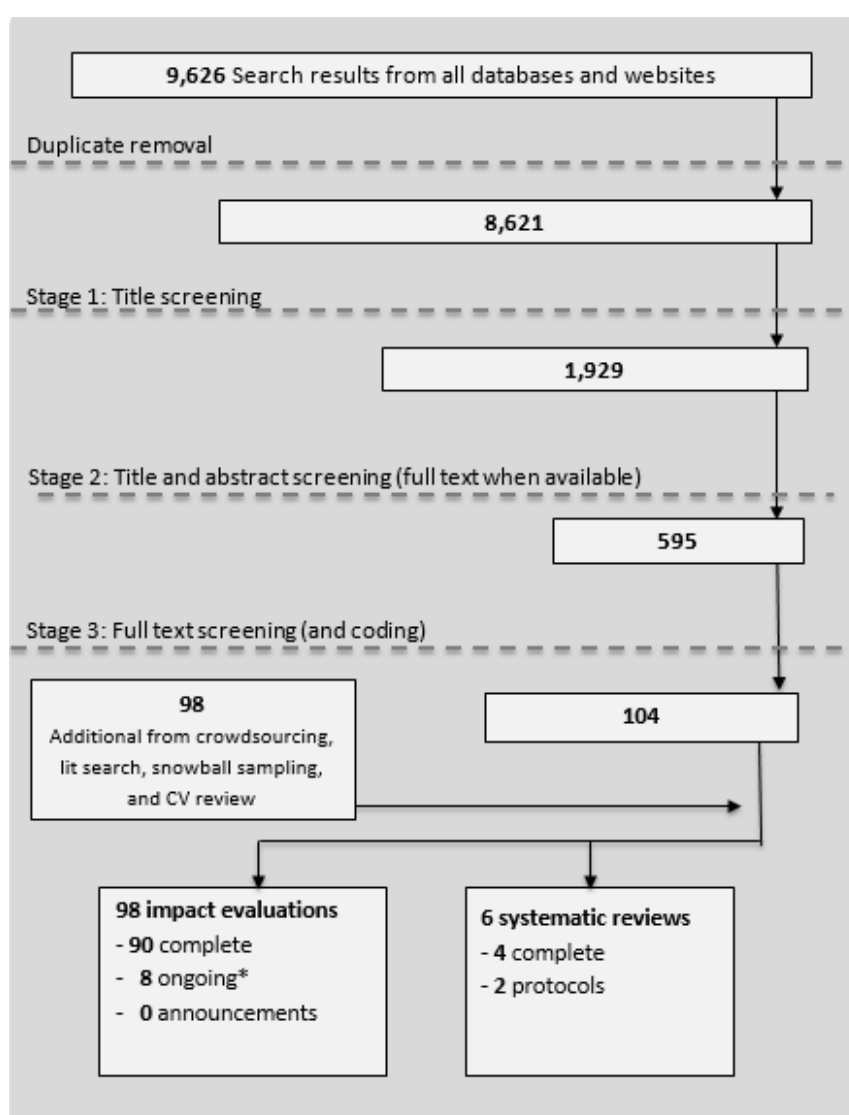 9,626 Search results from all databases and websites
Duplicate removal
8,621
Stage 1: Title screening
1,929
Stage 2: Title and abstract screening (full text when available)
595
Stage 3: Full text screening (and coding)
98
Additional from crowdsourcing,
lit search, snowball sampling,
and CV review
104
98 impact evaluations
- 90 complete
- 8 ongoing*
- 0 announcements
6 systematic reviews
- 4 complete
- 2 protocols